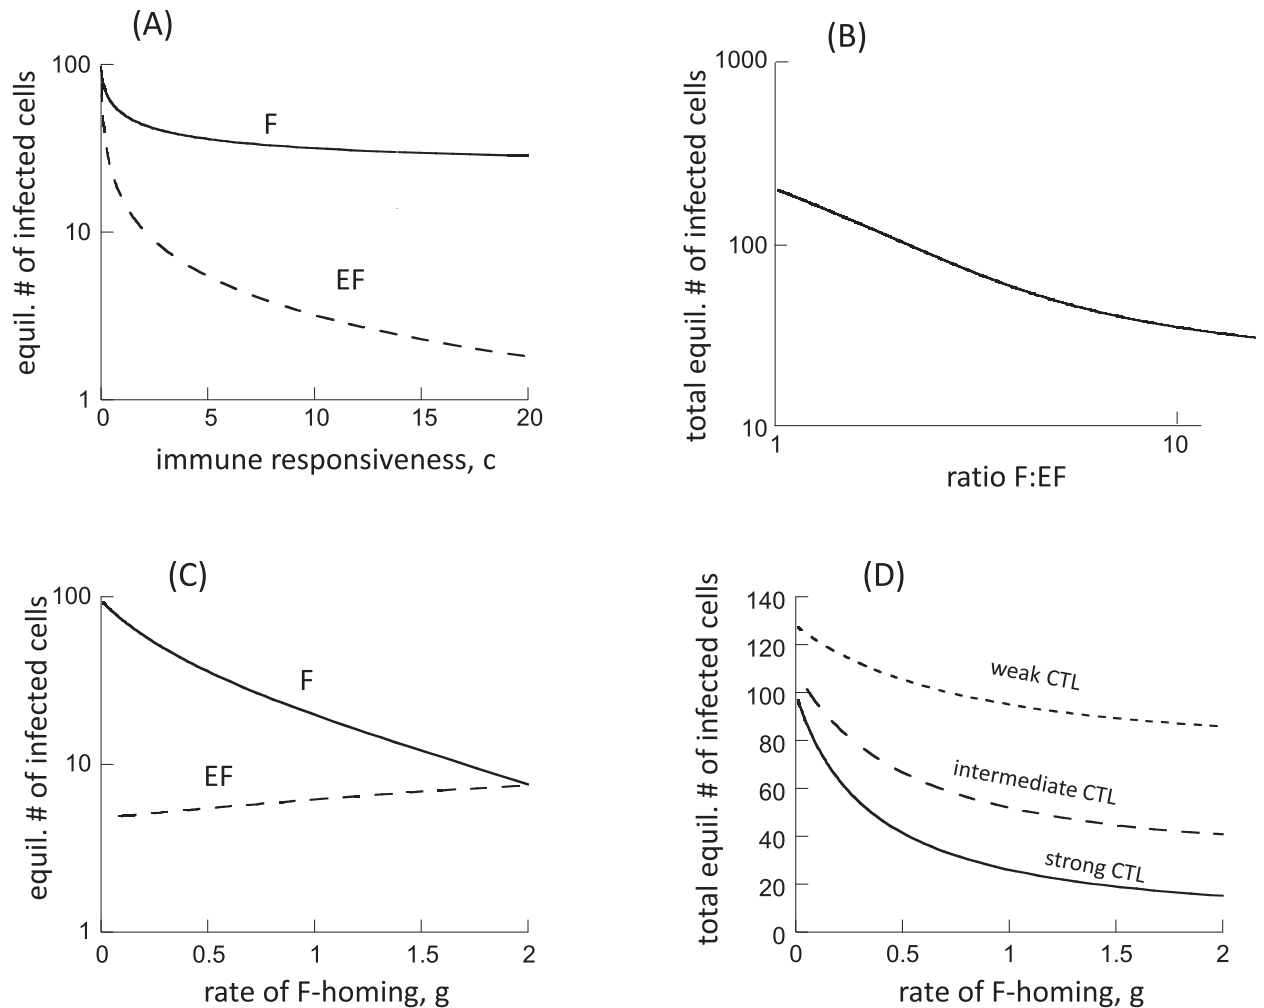 (A)
equil. # of infected cells
100
10
1
F
EF
0 5 10 15 20
immune responsiveness, c
(B)
total equil. # of infected cells
1000
100
10
1 10
ratio F:EF
(C)
equil. # of infected cells
100
10
1
F
EF
0 0.5 1 1.5 2
rate of F-homing, g
(D)
total equil. # of infected cells
140
120
100
80
60
40
20
0
weak CTL
intermediate CTL
strong CTL
0 0.5 1 1.5 2
rate of F-homing, g